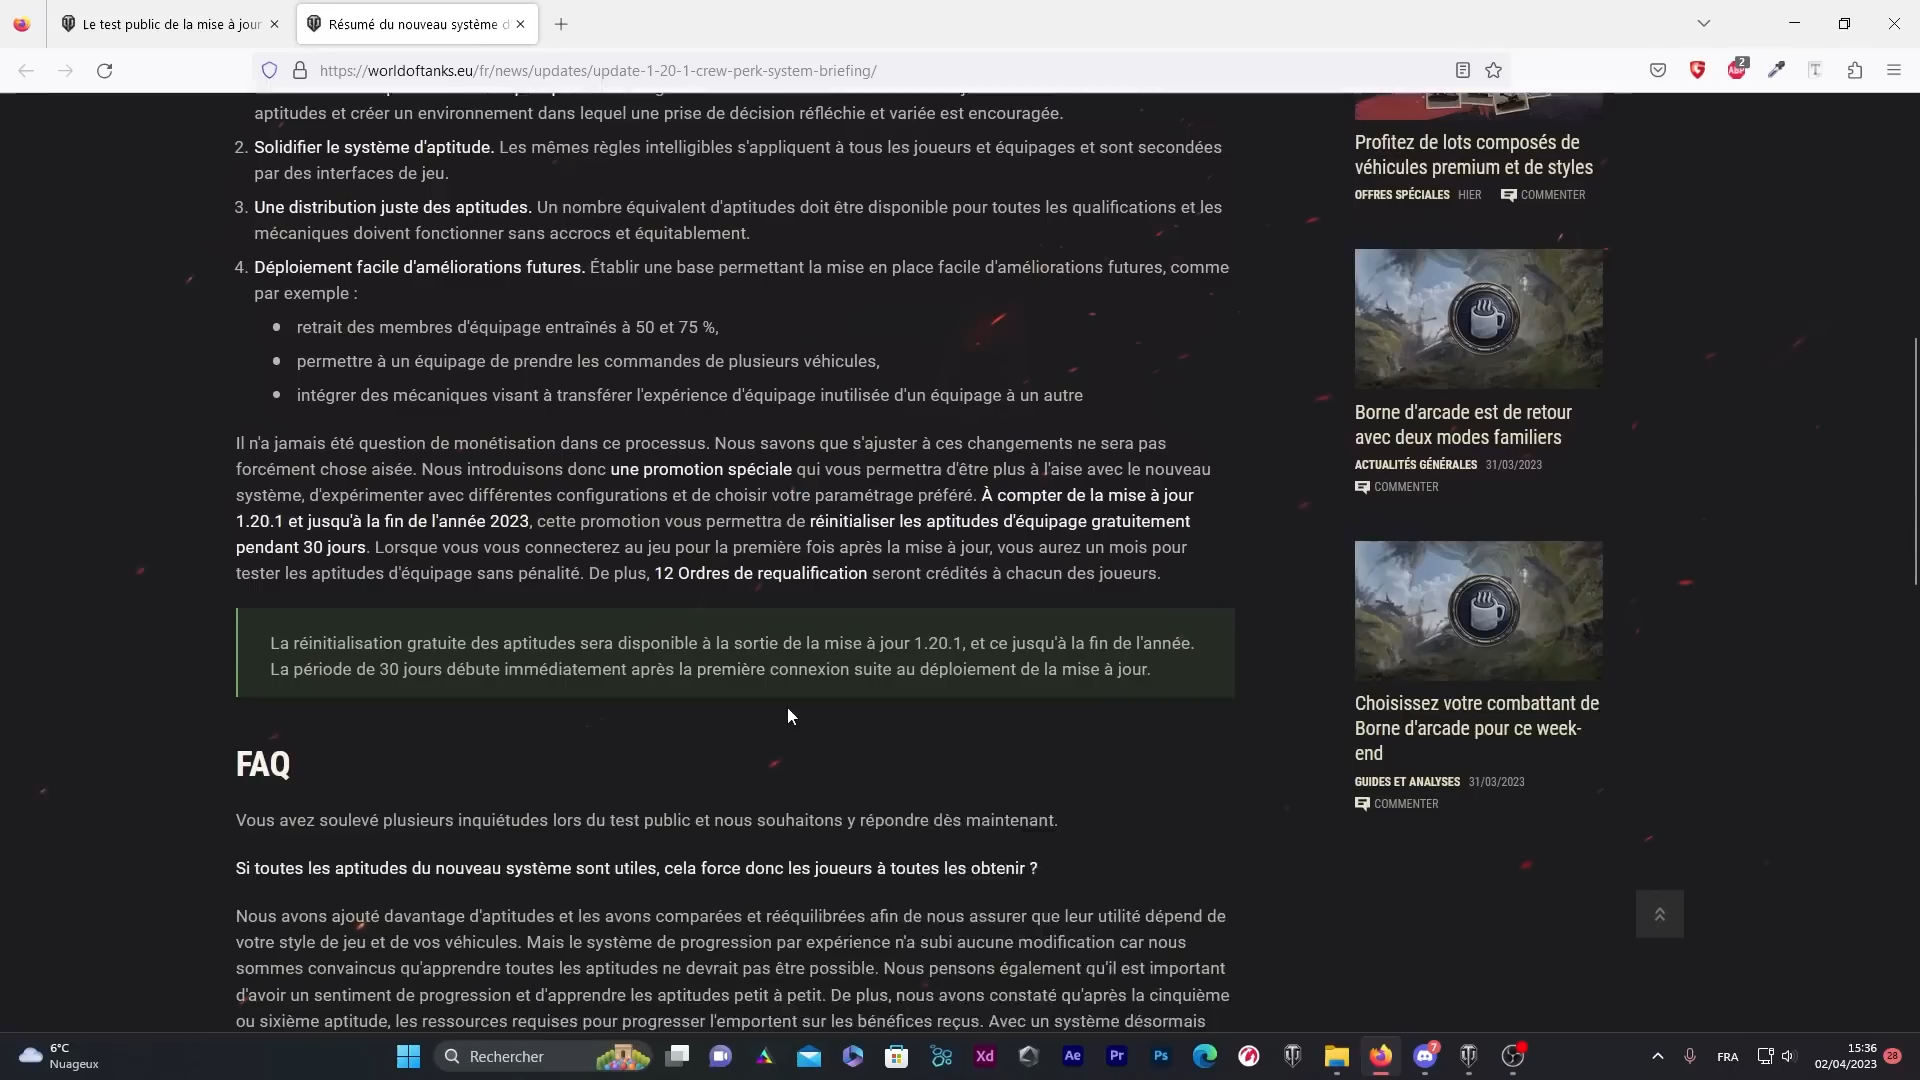 Le test public de la mise à jour
Résumé du nouveau système d
https://worldoftanks.eu/fr/news/updates/update-1-20-1-crew-perk-system-briefing/
2
aptitudes et créer un environnement dans lequel une prise de décision réfléchie et variée est encouragée.
2. Solidifier le système d'aptitude. Les mêmes règles intelligibles s'appliquent à tous les joueurs et équipages et sont secondées
par des interfaces de jeu.
3. Une distribution juste des aptitudes. Un nombre équivalent d'aptitudes doit être disponible pour toutes les qualifications et les
mécaniques doivent fonctionner sans accrocs et équitablement.
4. Déploiement facile d'améliorations futures. Établir une base permettant la mise en place facile d'améliorations futures, comme
par exemple :
retrait des membres d'équipage entraînés à 50 et 75 %,
permettre à un équipage de prendre les commandes de plusieurs véhicules,
intégrer des mécaniques visant à transférer l'expérience d'équipage inutilisée d'un équipage à un autre
Il n'a jamais été question de monétisation dans ce processus. Nous savons que s'ajuster à ces changements ne sera pas
forcément chose aisée. Nous introduisons donc une promotion spéciale qui vous permettra d'être plus à l'aise avec le nouveau
système, d'expérimenter avec différentes configurations et de choisir votre paramétrage préféré. À compter de la mise à jour
1.20.1 et jusqu'à la fin de l'année 2023, cette promotion vous permettra de réinitialiser les aptitudes d'équipage gratuitement
pendant 30 jours. Lorsque vous vous connecterez au jeu pour la première fois après la mise à jour, vous aurez un mois pour
tester les aptitudes d'équipage sans pénalité. De plus, 12 Ordres de requalification seront crédités à chacun des joueurs.
La réinitialisation gratuite des aptitudes sera disponible à la sortie de la mise à jour 1.20.1, et ce jusqu'à la fin de l'année.
La période de 30 jours débute immédiatement après la première connexion suite au déploiement de la mise à jour.
FAQ
Vous avez soulevé plusieurs inquiétudes lors du test public et nous souhaitons y répondre dès maintenant.
Si toutes les aptitudes du nouveau système sont utiles, cela force donc les joueurs à toutes les obtenir ?
Nous avons ajouté davantage d'aptitudes et les avons comparées et rééquilibrées afin de nous assurer que leur utilité dépend de
votre style de jeu et de vos véhicules. Mais le système de progression par expérience n'a subi aucune modification car nous
sommes convaincus qu'apprendre toutes les aptitudes ne devrait pas être possible. Nous pensons également qu'il est important
d'avoir un sentiment de progression et d'apprendre les aptitudes petit à petit. De plus, nous avons constaté qu'après la cinquième
ou sixième aptitude, les ressources requises pour progresser l'emportent sur les bénéfices reçus. Avec un système désormais
Profitez de lots composés de
véhicules premium et de styles
OFFRES SPÉCIALES HIER COMMENTER
Borne d'arcade est de retour
avec deux modes familiers
ACTUALITÉS GÉNÉRALES 31/03/2023
COMMENTER
Choisissez votre combattant de
Borne d'arcade pour ce week-
end
GUIDES ET ANALYSES 31/03/2023
COMMENTER
6°C
Nuageux
Rechercher
Xd
Ae
Pr
Ps
7
FRA
15:36
02/04/2023
28